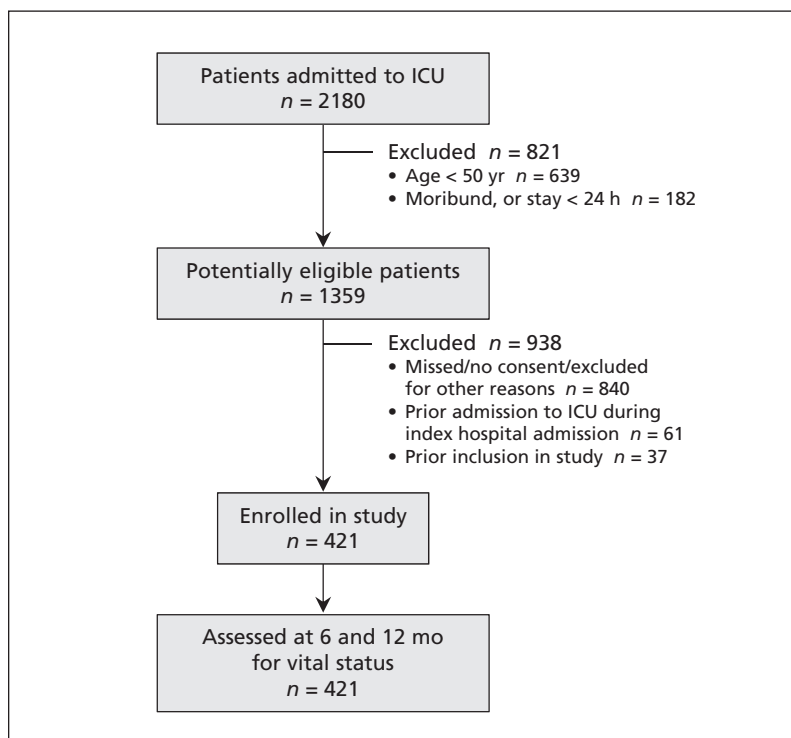 Patients admitted to ICU
n = 2180
Excluded n = 821
• Age < 50 yr n = 639
• Moribund, or stay < 24 h n = 182
Potentially eligible patients
n = 1359
Excluded n = 938
• Missed/no consent/excluded
for other reasons n = 840
• Prior admission to ICU during
index hospital admission n = 61
• Prior inclusion in study n = 37
Enrolled in study
n = 421
Assessed at 6 and 12 mo
for vital status
n = 421